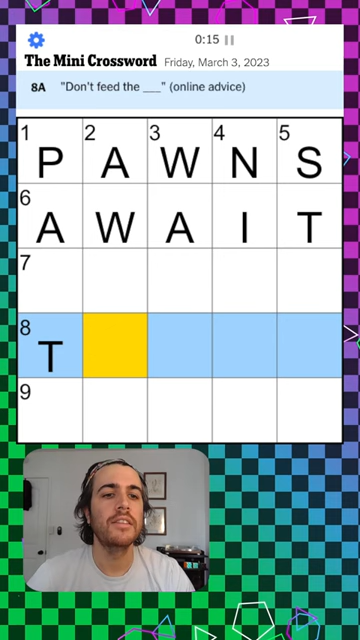 0:15
The Mini Crossword Friday, March 3, 2023
8A "Don't feed the ___" (online advice)
1 2 3 4 5
P A W N S
6
A W A I T
7
8
T
9